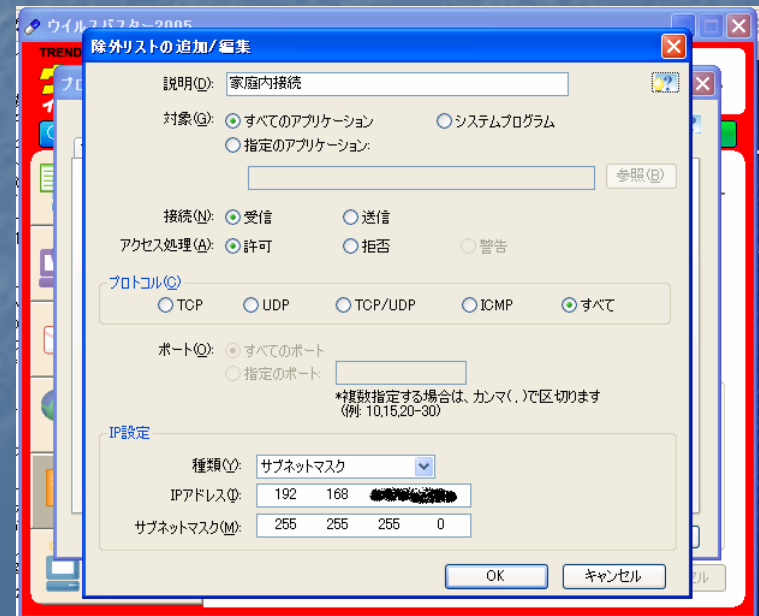 ウイルスバスター2005
TREND
除外リストの追加/編集
説明(D): 家庭内接続
対象(G): すべてのアプリケーション システムプログラム
指定のアプリケーション:
参照(B)
接続(N): 受信 送信
アクセス処理(A): 許可 拒否 警告
プロトコル(C)
TCP UDP TCP/UDP ICMP すべて
ポート(O): すべてのポート
指定のポート:
*複数指定する場合は、カンマ( , )で区切ります
(例: 10,15,20-30)
IP設定
種類(Y): サブネットマスク
IPアドレス(I): 192 168
サブネットマスク(M): 255 255 255 0
OK キャンセル